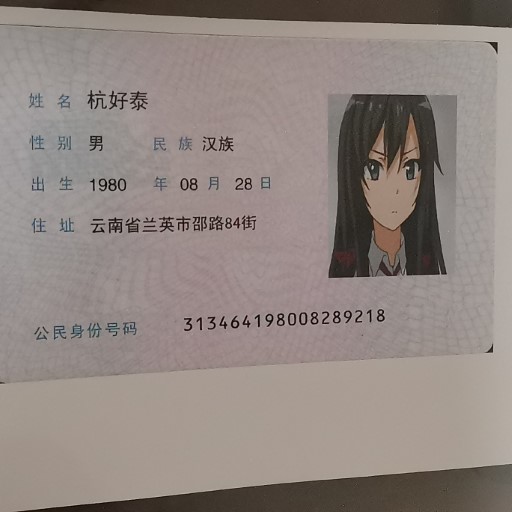 姓名 杭好泰
性别 男 民族 汉族
出生 1980 年 08 月 28 日
住址 云南省兰英市邵路84街
公民身份号码 313464198008289218